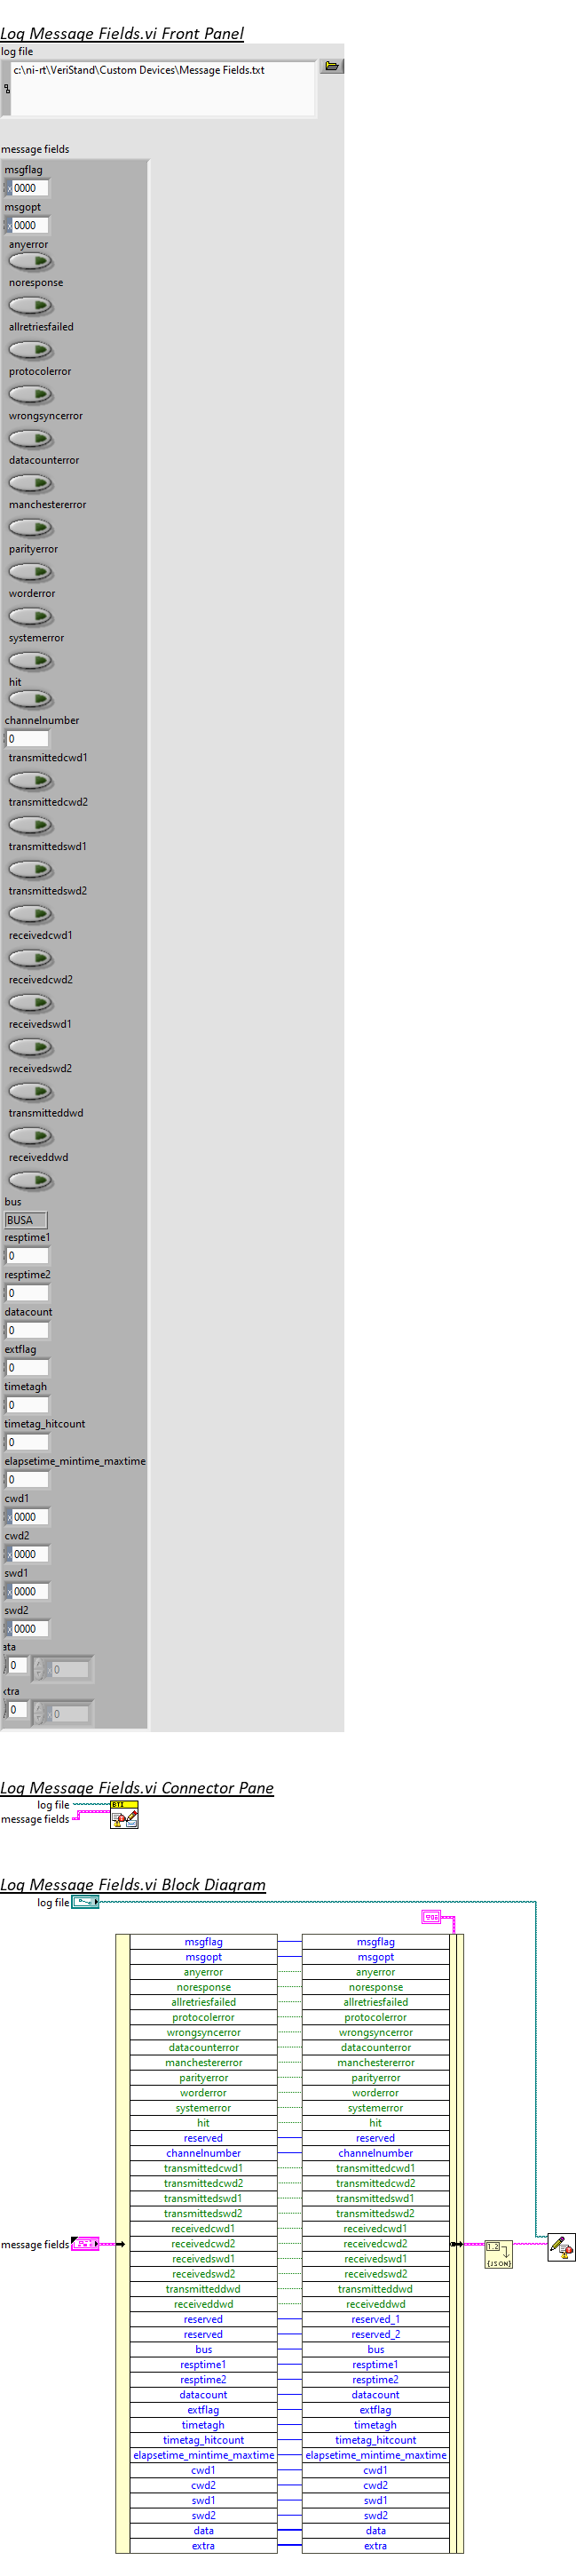 Log Message Fields.vi Front Panel
log file
c:\ni-rt\VeriStand\Custom Devices\Message Fields.txt
message fields
msgflag
x 0000
msgopt
x 0000
anyerror
noresponse
allretriesfailed
protocolerror
wrongsyncerror
datacounterror
manchestererror
parityerror
worderror
systemerror
hit
channelnumber
0
transmittedcwd1
transmittedcwd2
transmittedswd1
transmittedswd2
receivedcwd1
receivedcwd2
receivedswd1
receivedswd2
transmitteddwd
receiveddwd
bus
BUSA
resptime1
0
resptime2
0
datacount
0
extflag
0
timetagh
0
timetag_hitcount
0
elapsetime_mintime_maxtime
0
cwd1
x 0000
cwd2
x 0000
swd1
x 0000
swd2
x 0000
ata
0 x 0
xtra
0 x 0
Log Message Fields.vi Connector Pane
log file
BTI
message fields
Log Message Fields.vi Block Diagram
log file
msgflag msgflag
msgopt msgopt
anyerror anyerror
noresponse noresponse
allretriesfailed allretriesfailed
protocolerror protocolerror
wrongsyncerror wrongsyncerror
datacounterror datacounterror
manchestererror manchestererror
parityerror parityerror
worderror worderror
systemerror systemerror
hit hit
reserved reserved
channelnumber channelnumber
transmittedcwd1 transmittedcwd1
transmittedcwd2 transmittedcwd2
transmittedswd1 transmittedswd1
transmittedswd2 transmittedswd2
receivedcwd1 receivedcwd1
message fields receivedcwd2 receivedcwd2
1.2
{JSON}
receivedswd1 receivedswd1
receivedswd2 receivedswd2
transmitteddwd transmitteddwd
receiveddwd receiveddwd
reserved reserved_1
reserved reserved_2
bus bus
resptime1 resptime1
resptime2 resptime2
datacount datacount
extflag extflag
timetagh timetagh
timetag_hitcount timetag_hitcount
elapsetime_mintime_maxtime elapsetime_mintime_maxtime
cwd1 cwd1
cwd2 cwd2
swd1 swd1
swd2 swd2
data data
extra extra